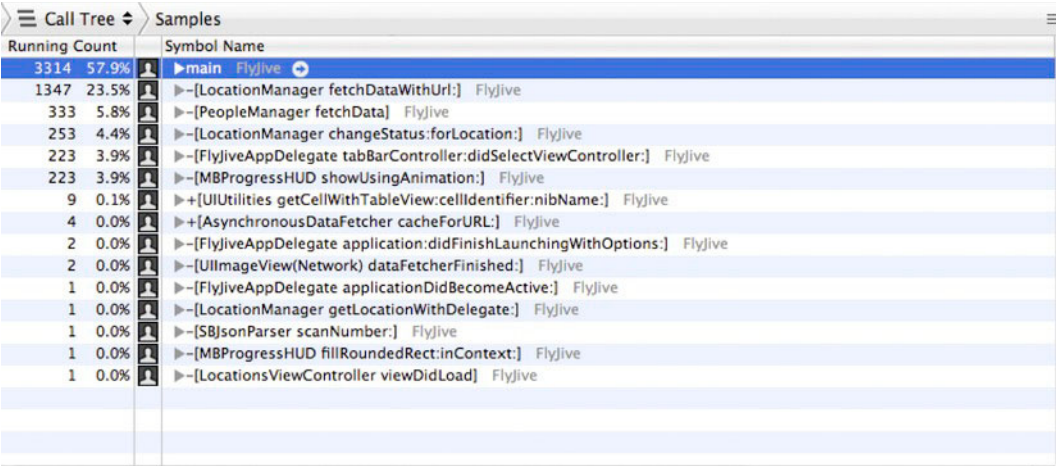 Call Tree Samples
Running Count Symbol Name
3314 57.9% main FlyJive
1347 23.5% -[LocationManager fetchDataWithUrl:] FlyJive
333 5.8% -[PeopleManager fetchData] FlyJive
253 4.4% -[LocationManager changeStatus:forLocation:] FlyJive
223 3.9% -[FlyJiveAppDelegate tabBarController:didSelectViewController:] FlyJive
223 3.9% -[MBProgressHUD showUsingAnimation:] FlyJive
9 0.1% +[UIUtilities getCellWithTableView:cellIdentifier:nibName:] FlyJive
4 0.0% +[AsynchronousDataFetcher cacheForURL:] FlyJive
2 0.0% -[FlyJiveAppDelegate application:didFinishLaunchingWithOptions:] FlyJive
2 0.0% -[UIImageView(Network) dataFetcherFinished:] FlyJive
1 0.0% -[FlyJiveAppDelegate applicationDidBecomeActive:] FlyJive
1 0.0% -[LocationManager getLocationWithDelegate:] FlyJive
1 0.0% -[SBJsonParser scanNumber:] FlyJive
1 0.0% -[MBProgressHUD fillRoundedRect:inContext:] FlyJive
1 0.0% -[LocationsViewController viewDidLoad] FlyJive